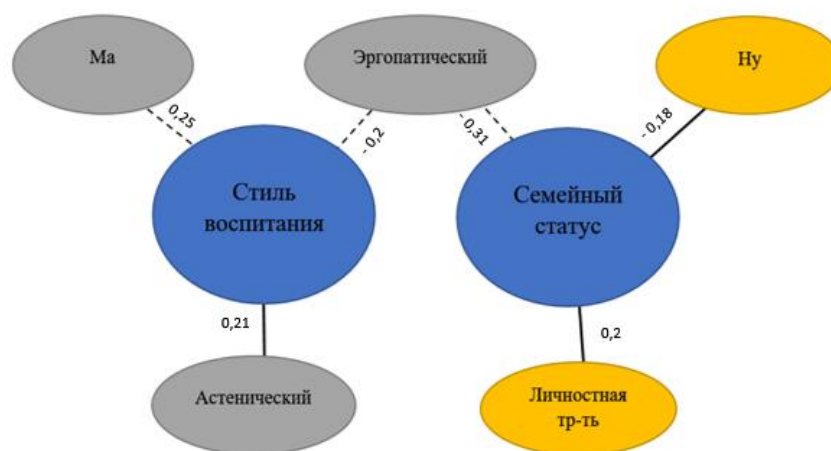 Ма
Эргопатический
Ну
0,25
- 0,2
- 0,31
- 0,18
Стиль
воспитания
Семейный
статус
0,21
0,2
Астенический
Личностная
тр-ть